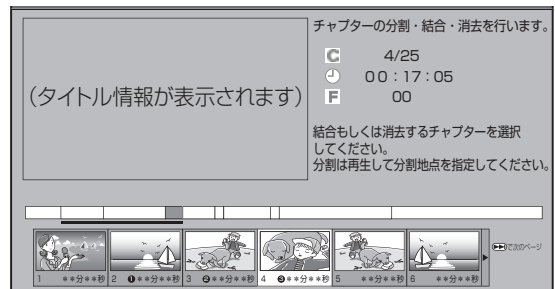 チャプターの分割・結合・消去を行います。
C 4/25
00：17：05
F 00
(タイトル情報が表示されます)
結合もしくは消去するチャプターを選択
してください。
分割は再生して分割地点を指定してください。
1 **分**秒 2 ❶**分**秒 3 ❷**分**秒 4 ❸**分**秒 5 **分**秒 6 **分**秒
で次のページ